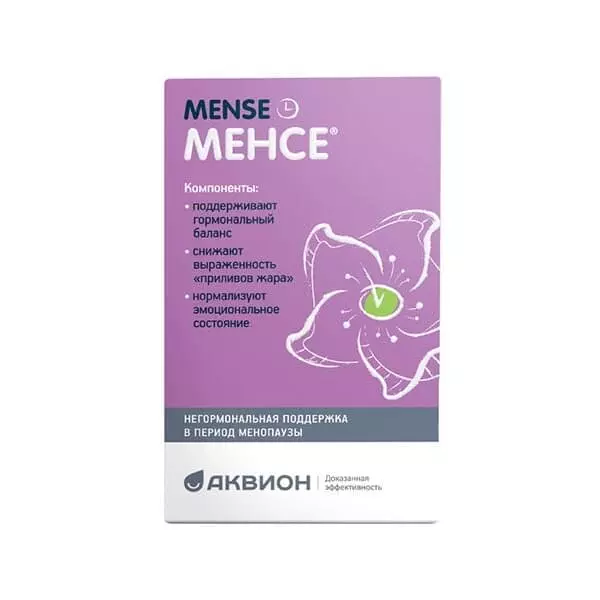 MENSE
МЕНСЕ®
Компоненты:
• поддерживают
гормональный
баланс
• снижают
выраженность
«приливов жара»
• нормализуют
эмоциональное
состояние
НЕГОРМОНАЛЬНАЯ ПОДДЕРЖКА
В ПЕРИОД МЕНОПАУЗЫ
АКВИОН
Доказанная
эффективность